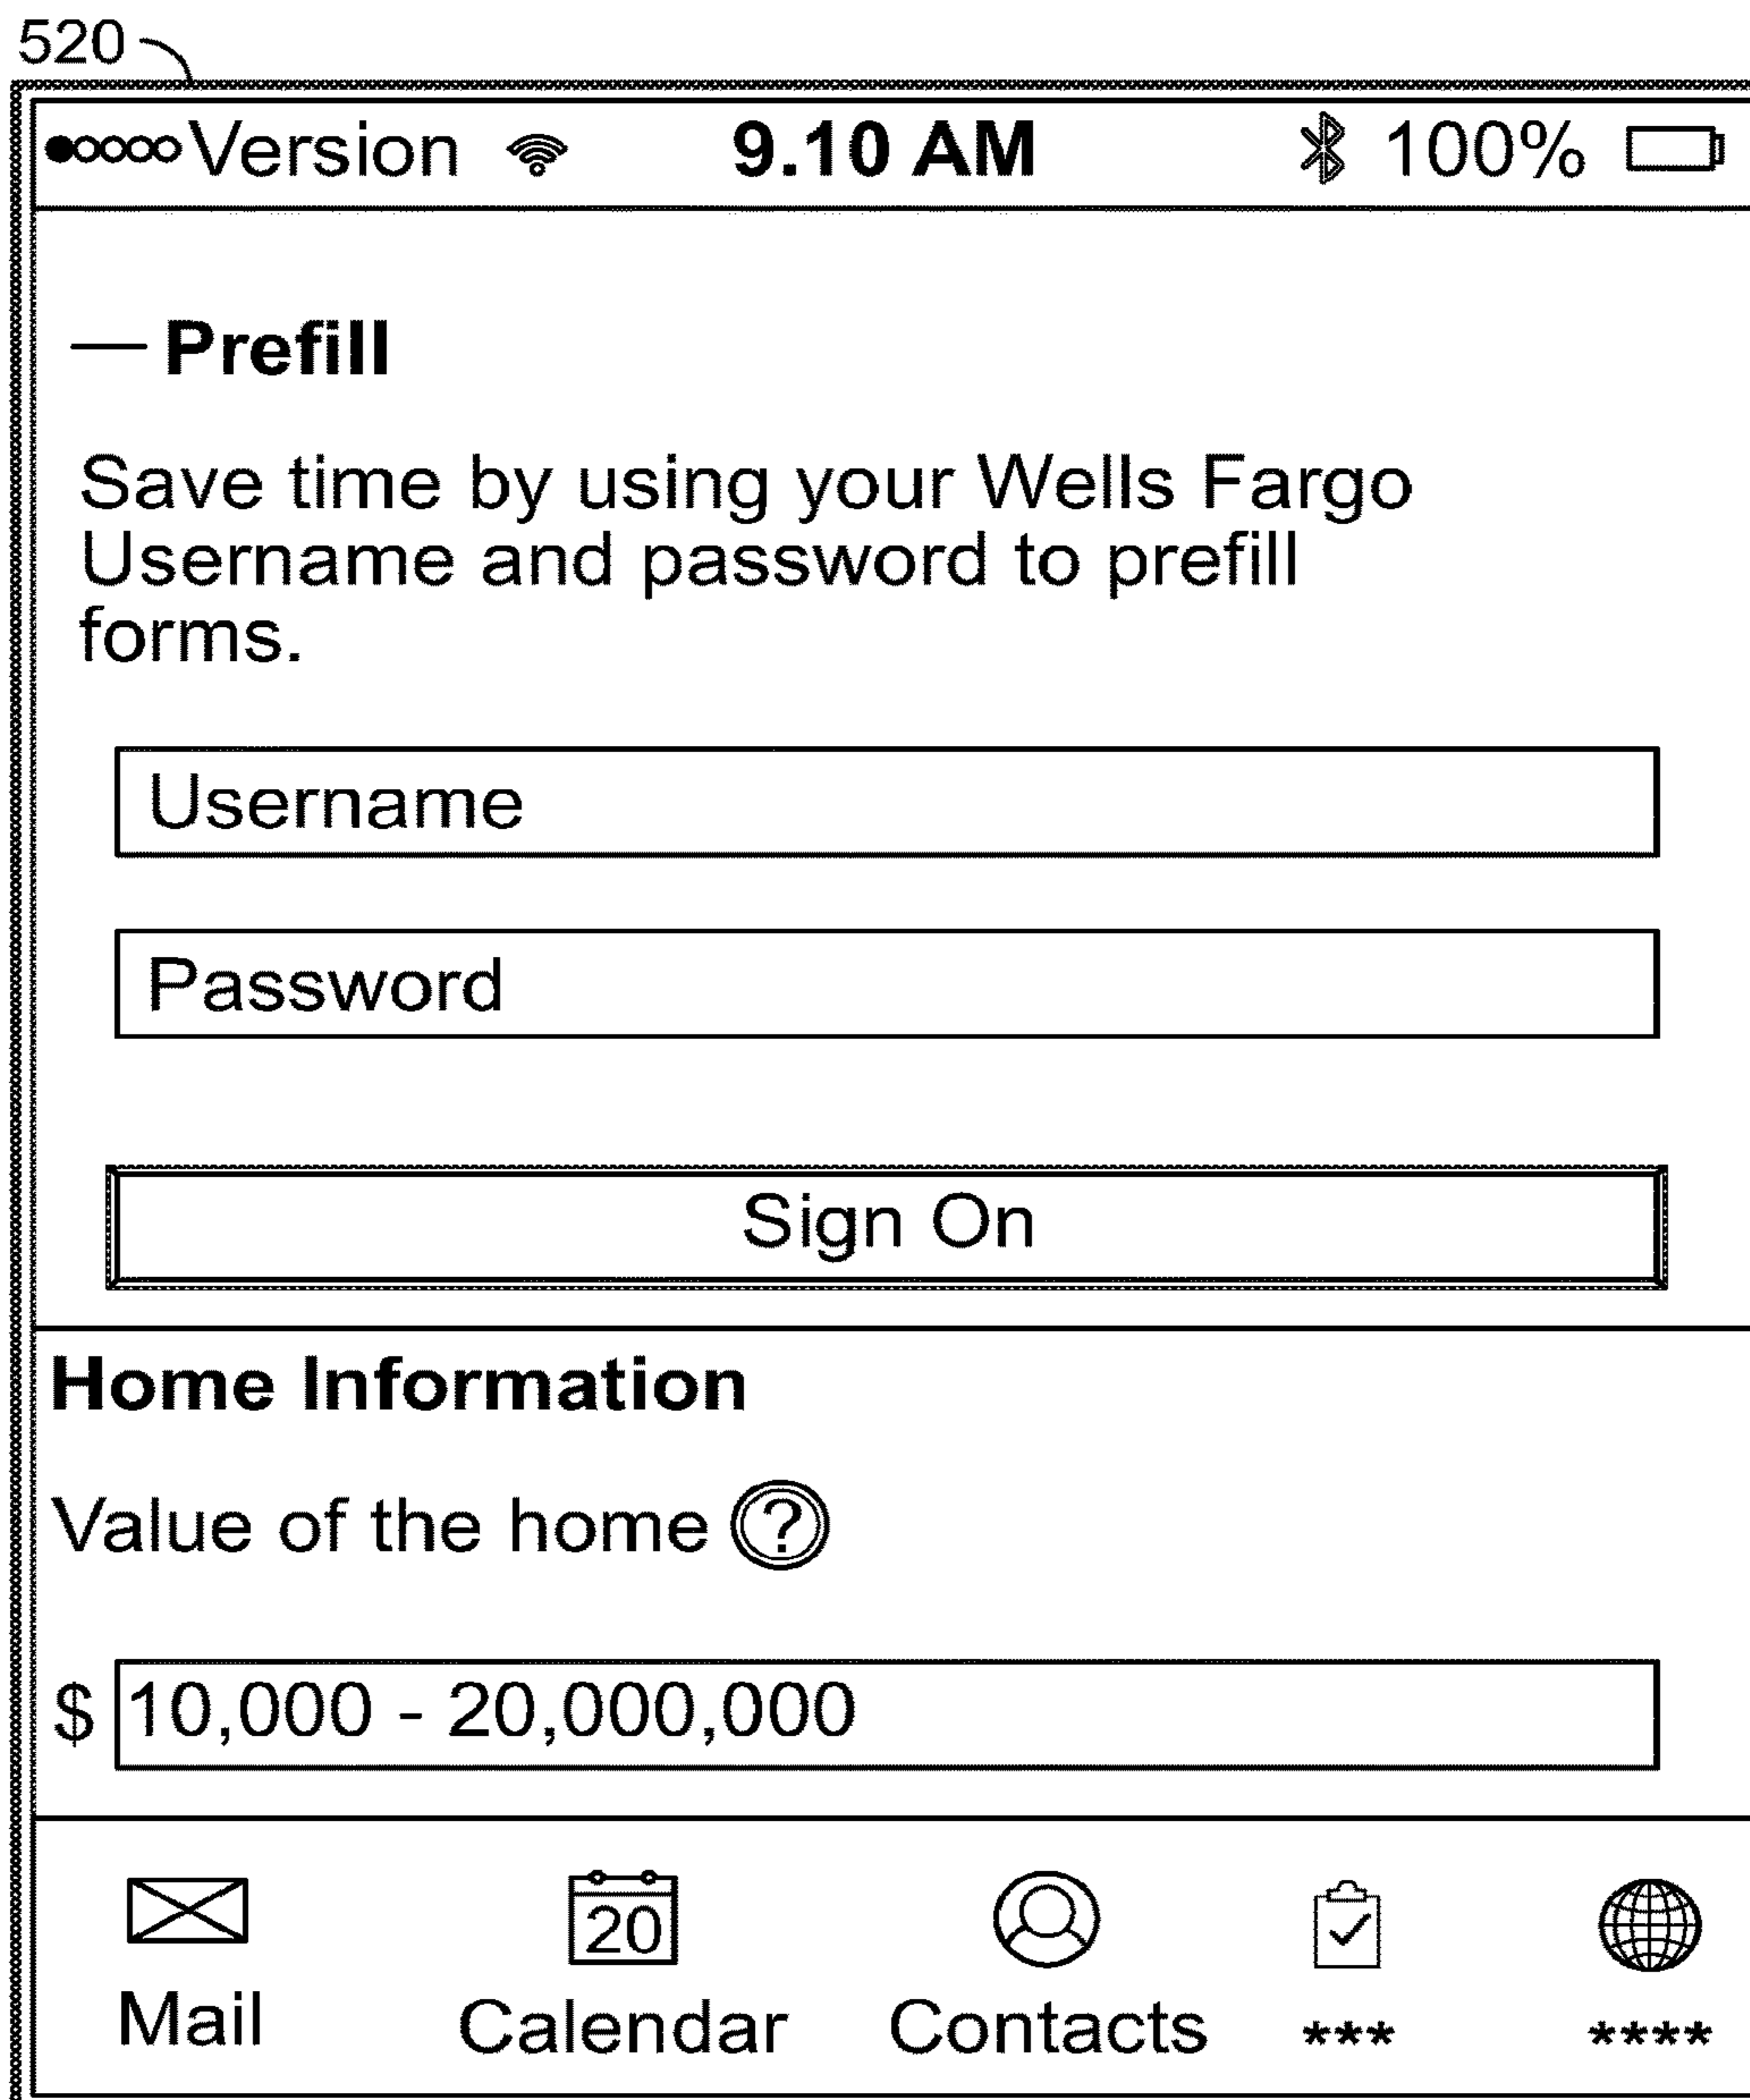 520
Version 9.10 AM 100%
Prefill
Save time by using your Wells Fargo
Username and password to prefill
forms.
Username
Password
Sign On
Home Information
Value of the home ?
$ 10,000 - 20,000,000
20
Mail Calendar Contacts *** ****